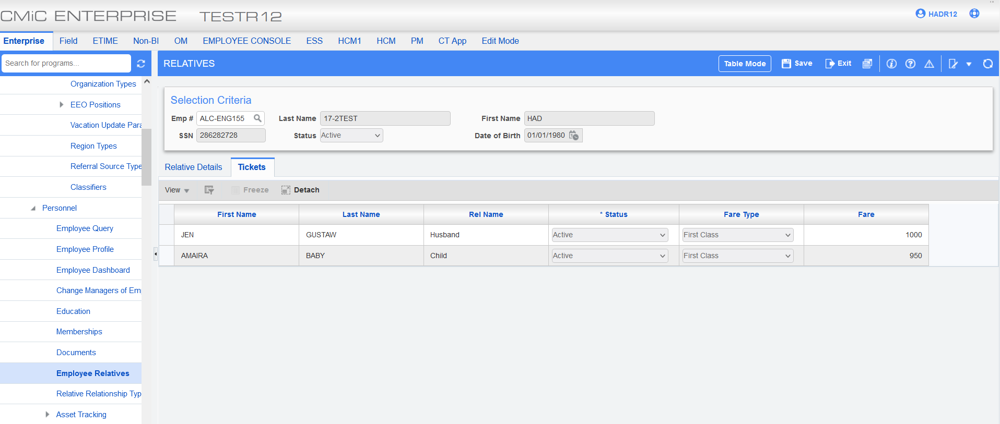 CMiC ENTERPRISE TESTR12
HADR12
Enterprise Field ETIME Non-BI OM EMPLOYEE CONSOLE ESS HCM1 HCM PM CT App Edit Mode
Search for programs...
RELATIVES
Table Mode Save Exit
Organization Types
EEO Positions
Vacation Update Para
Region Types
Referral Source Type
Classifiers
Personnel
Employee Query
Employee Profile
Employee Dashboard
Change Managers of Em
Education
Memberships
Documents
Employee Relatives
Relative Relationship Typ
Asset Tracking
Selection Criteria
Emp # ALC-ENG155 Last Name 17-2TEST First Name HAD
SSN 286282728 Status Active Date of Birth 01/01/1980
Relative Details Tickets
View Freeze Detach
First Name Last Name Rel Name * Status Fare Type Fare
JEN GUSTAW Husband Active First Class 1000
AMAIRA BABY Child Active First Class 950